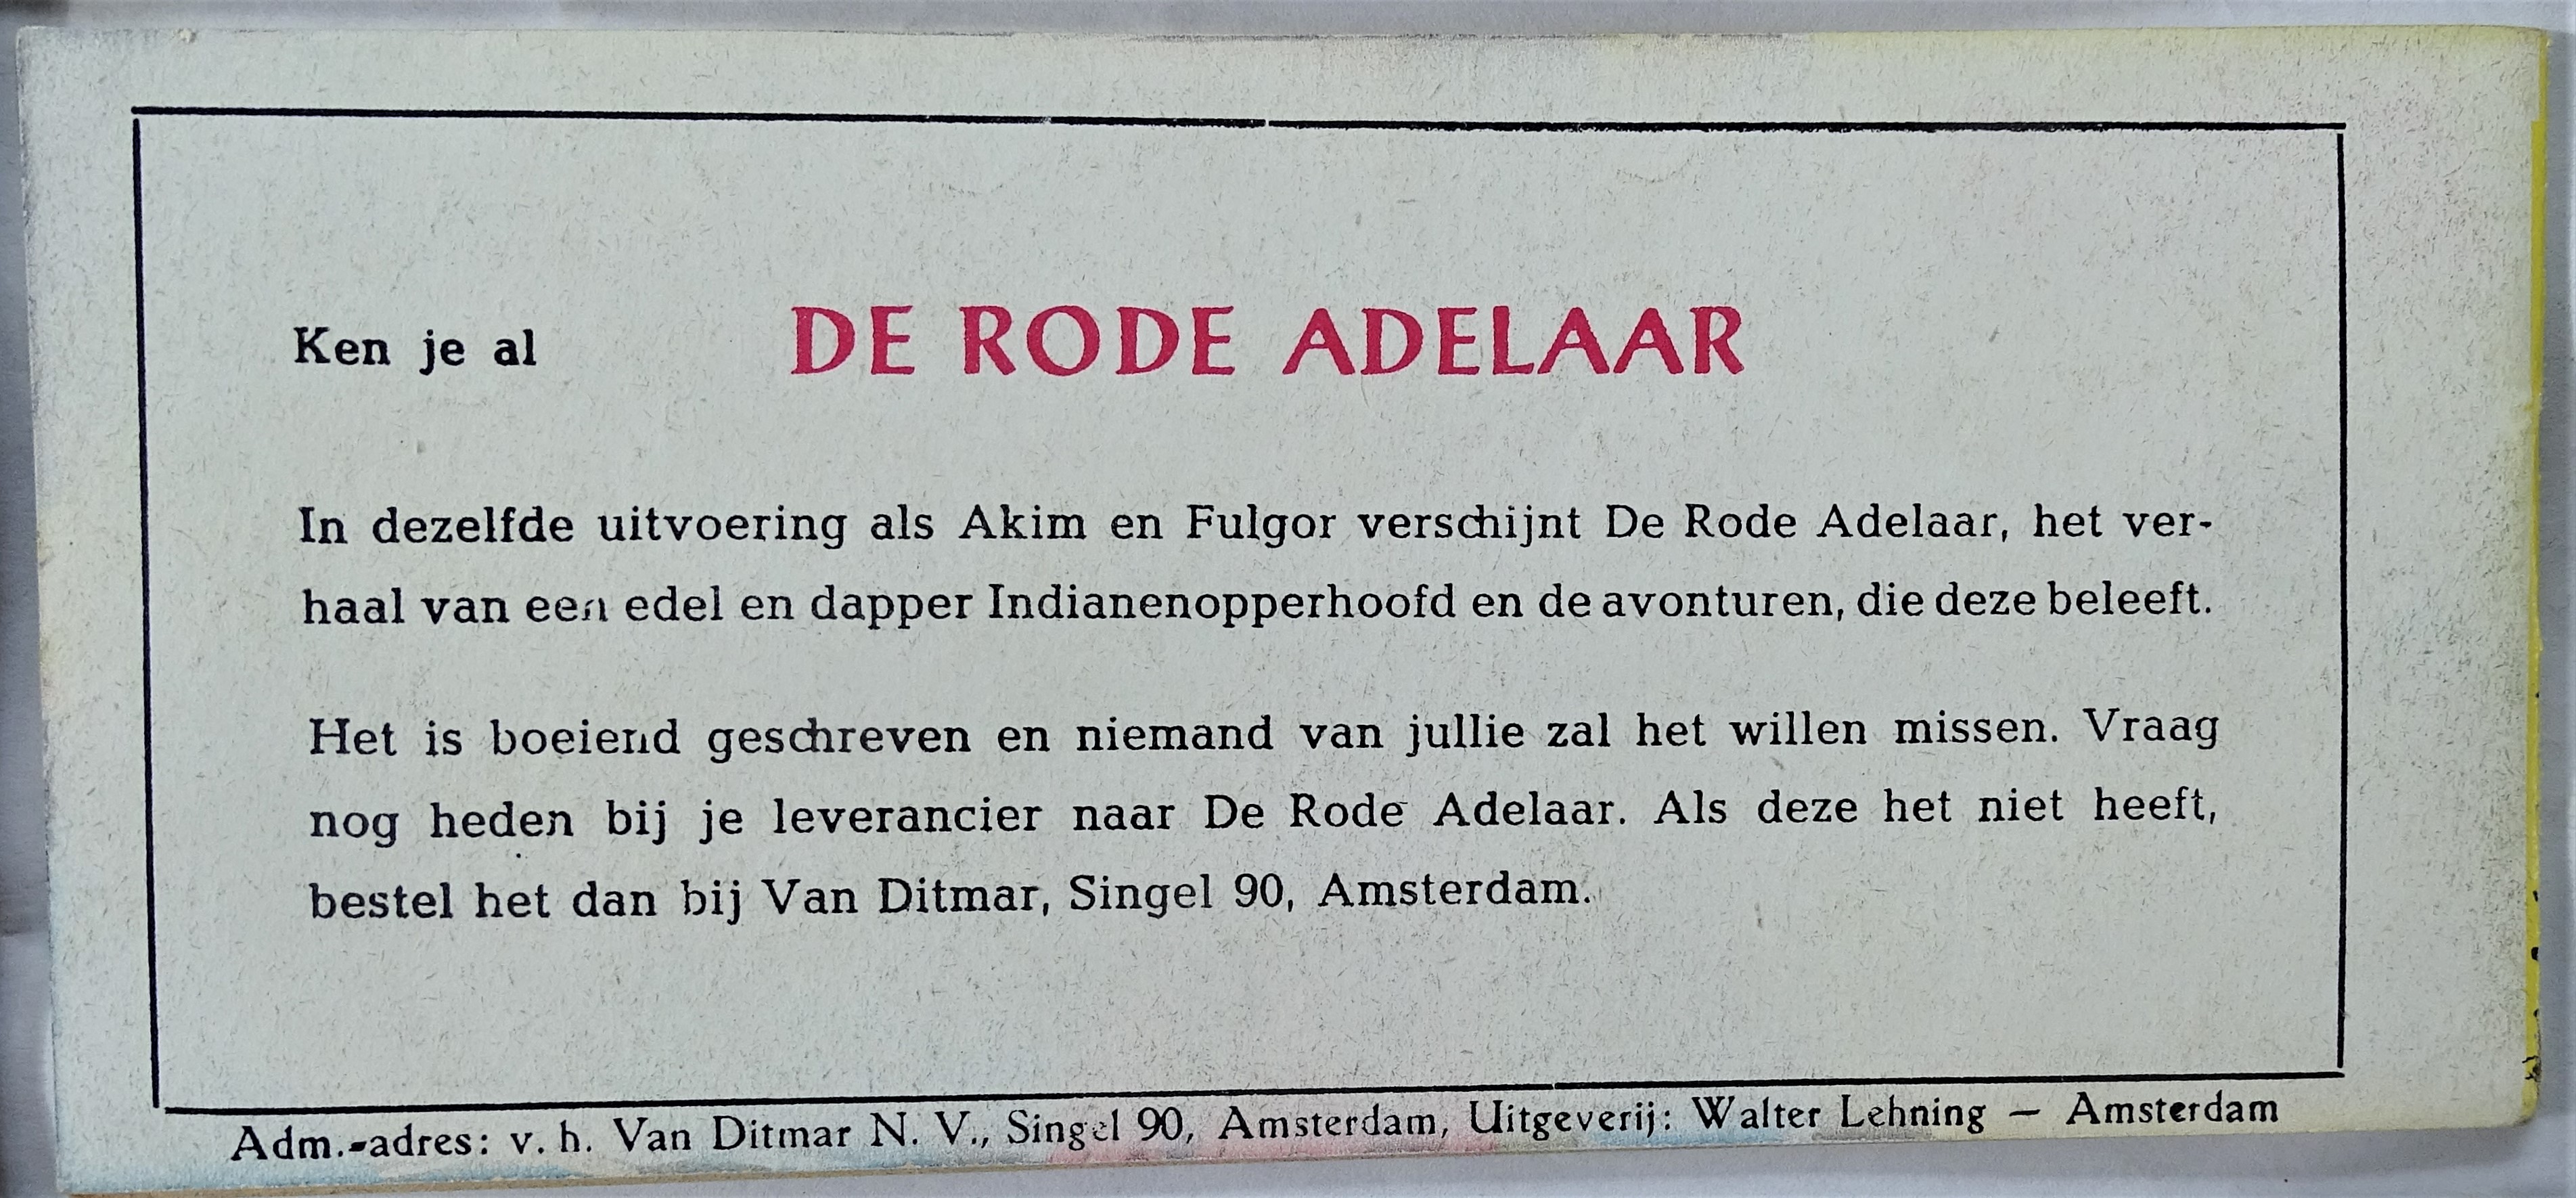 Ken je al DE RODE ADELAAR
In dezelfde uitvoering als Akim en Fulgor verschijnt De Rode Adelaar, het ver-
haal van een edel en dapper Indianenopperhoofd en de avonturen, die deze beleeft.
Het is boeiend geschreven en niemand van jullie zal het willen missen. Vraag
nog heden bij je leverancier naar De Rode Adelaar. Als deze het niet heeft,
bestel het dan bij Van Ditmar, Singel 90, Amsterdam.
Adm.-adres: v. h. Van Ditmar N. V., Singel 90, Amsterdam, Uitgeverij: Walter Lehning — Amsterdam